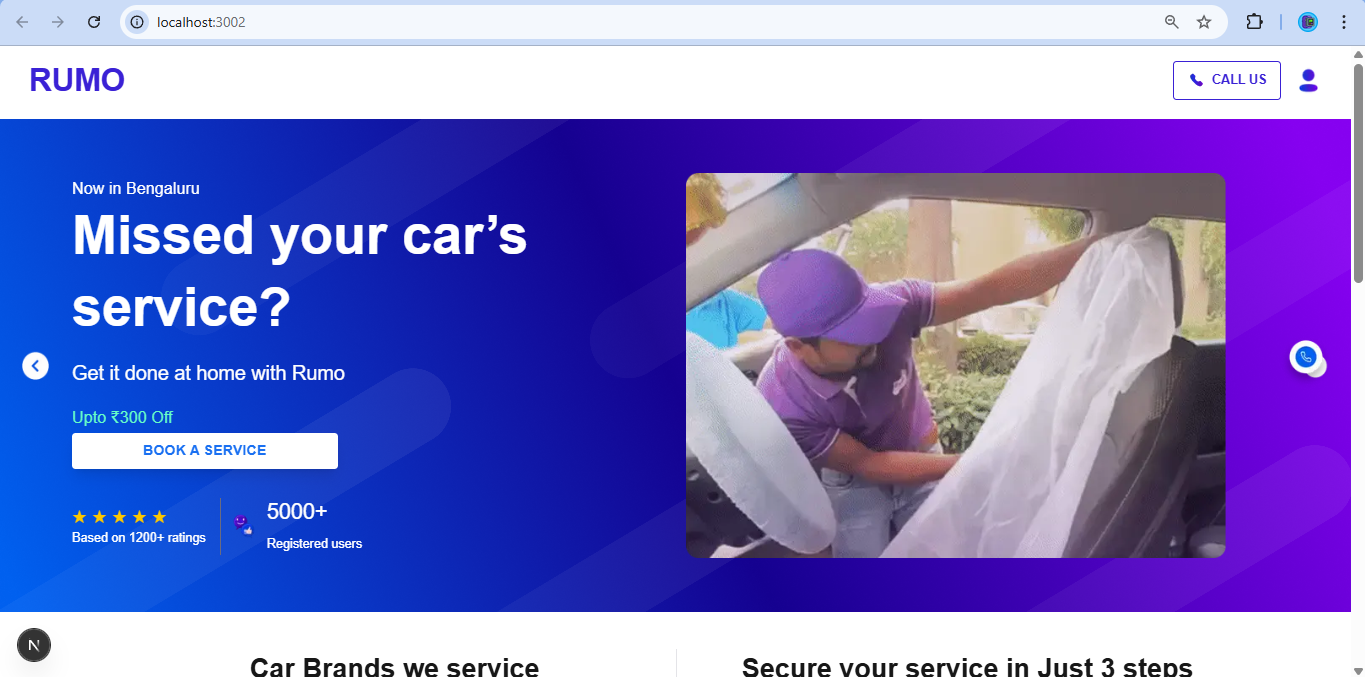 localhost:3002
RUMO
CALL US
Now in Bengaluru
Missed your car’s
service?
Get it done at home with Rumo
Upto ₹300 Off
BOOK A SERVICE
5000+
Based on 1200+ ratings
Registered users
N
Car Brands we service
Secure your service in Just 3 steps